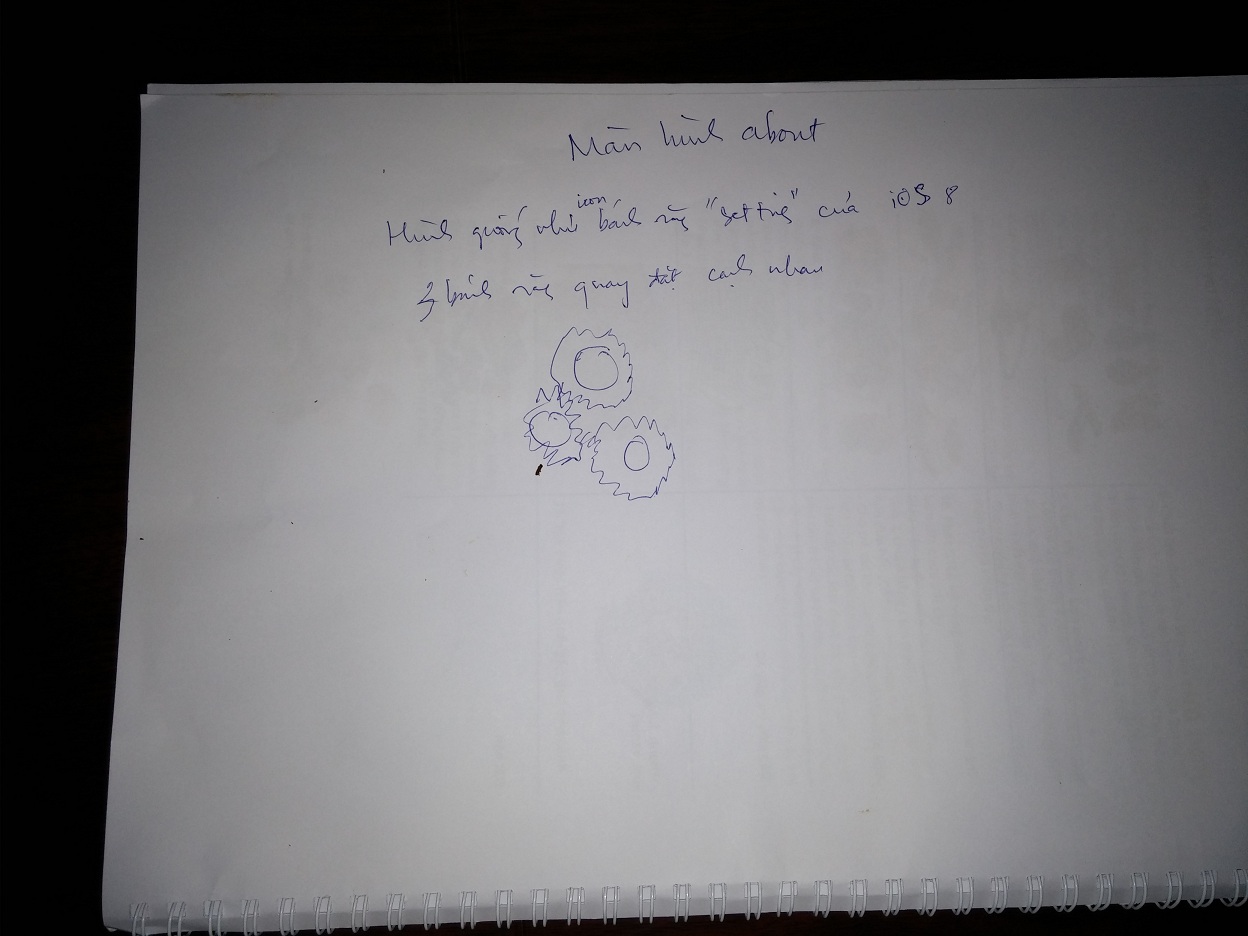 Màn hình about
Hình giống như icon bánh răng "setting" của iOS 8
3 bánh răng quay đặt cạnh nhau